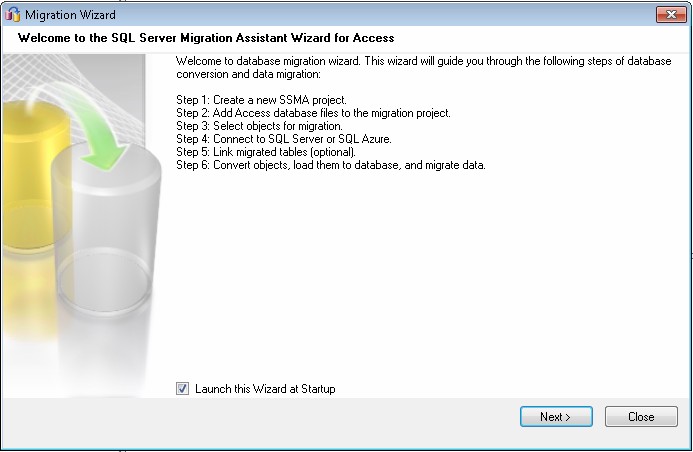 Migration Wizard
Welcome to the SQL Server Migration Assistant Wizard for Access
Welcome to database migration wizard. This wizard will guide you through the following steps of database
conversion and data migration:
Step 1: Create a new SSMA project.
Step 2: Add Access database files to the migration project.
Step 3: Select objects for migration.
Step 4: Connect to SQL Server or SQL Azure.
Step 5: Link migrated tables (optional).
Step 6: Convert objects, load them to database, and migrate data.
Launch this Wizard at Startup
Next >
Close